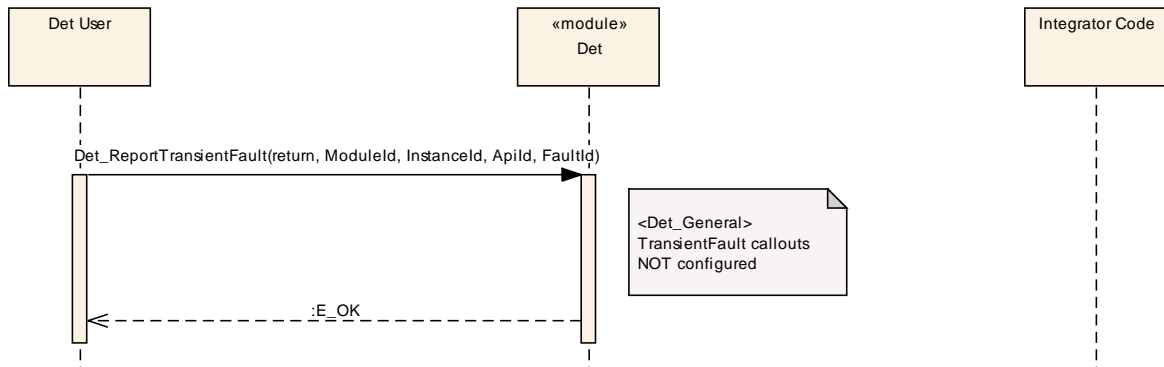 Det User
«module»
Det
Integrator Code
Det_ReportTransientFault(return, ModuleId, InstanceId, ApiId, FaultId)
<Det_General>
TransientFault callouts
NOT configured
:E_OK